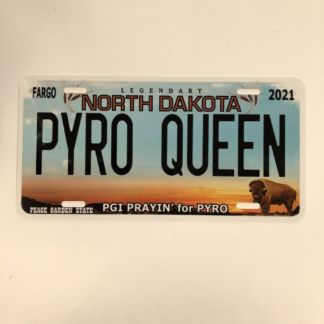 LEGENDARY
FARGO NORTH DAKOTA 2021
PYRO QUEEN
PEACE GARDEN STATE PGI PRAYIN' for PYRO